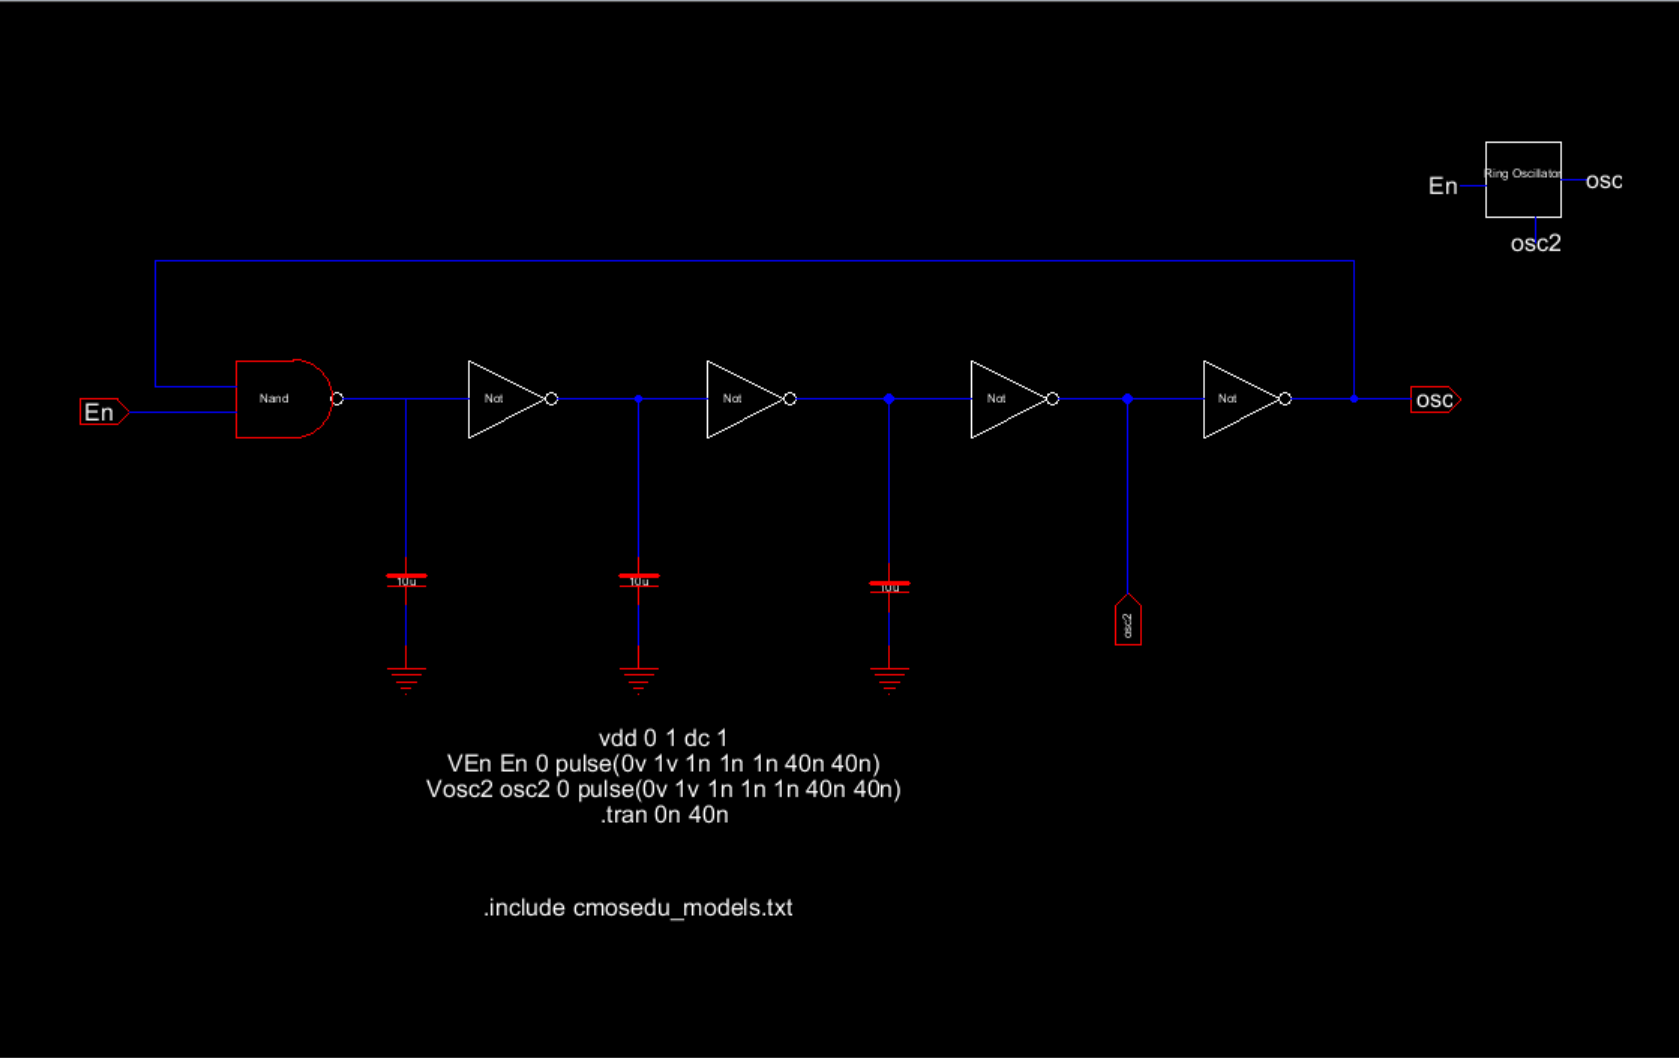 Ring Oscillator
En
osc
osc2
Nand
Not
Not
Not
Not
En
osc
10u
10u
10u
osc2
vdd 0 1 dc 1
VEn En 0 pulse(0v 1v 1n 1n 1n 40n 40n)
Vosc2 osc2 0 pulse(0v 1v 1n 1n 1n 40n 40n)
.tran 0n 40n
.include cmosedu_models.txt